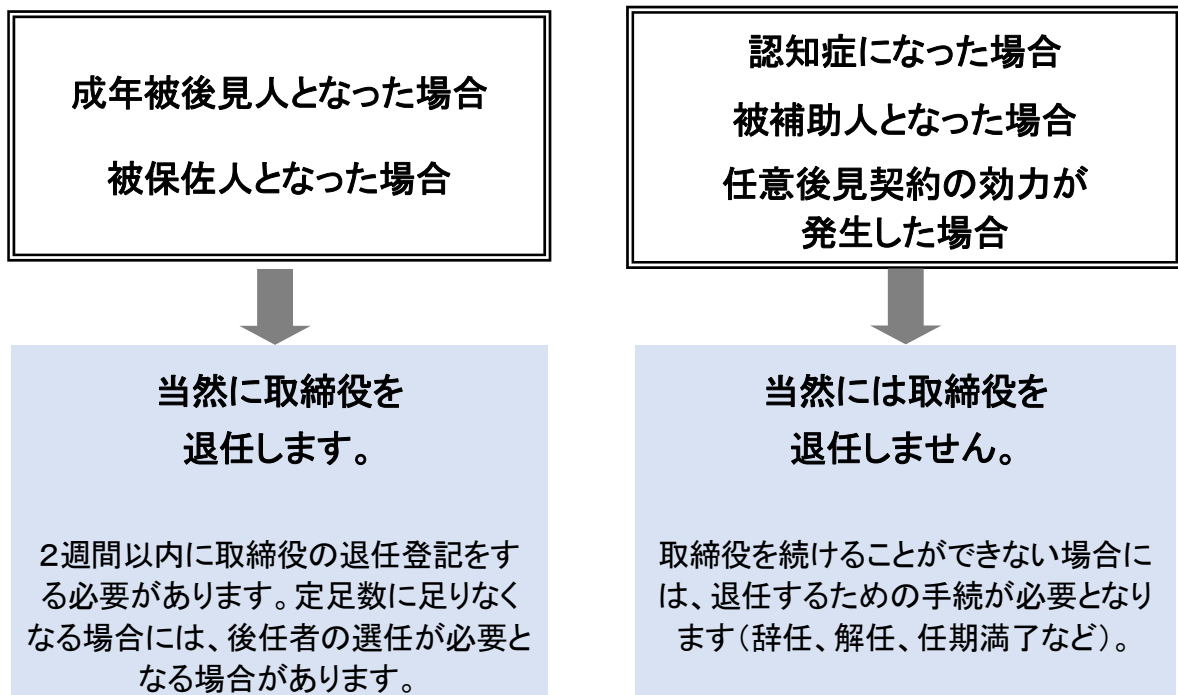 成年被後見人となった場合
被保佐人となった場合
当然に取締役を
退任します。
２週間以内に取締役の退任登記をす
る必要があります。定足数に足りなく
なる場合には、後任者の選任が必要と
なる場合があります。
認知症になった場合
被補助人となった場合
任意後見契約の効力が
発生した場合
当然には取締役を
退任しません。
取締役を続けることができない場合に
は、退任するための手続が必要となり
ます（辞任、解任、任期満了など）。